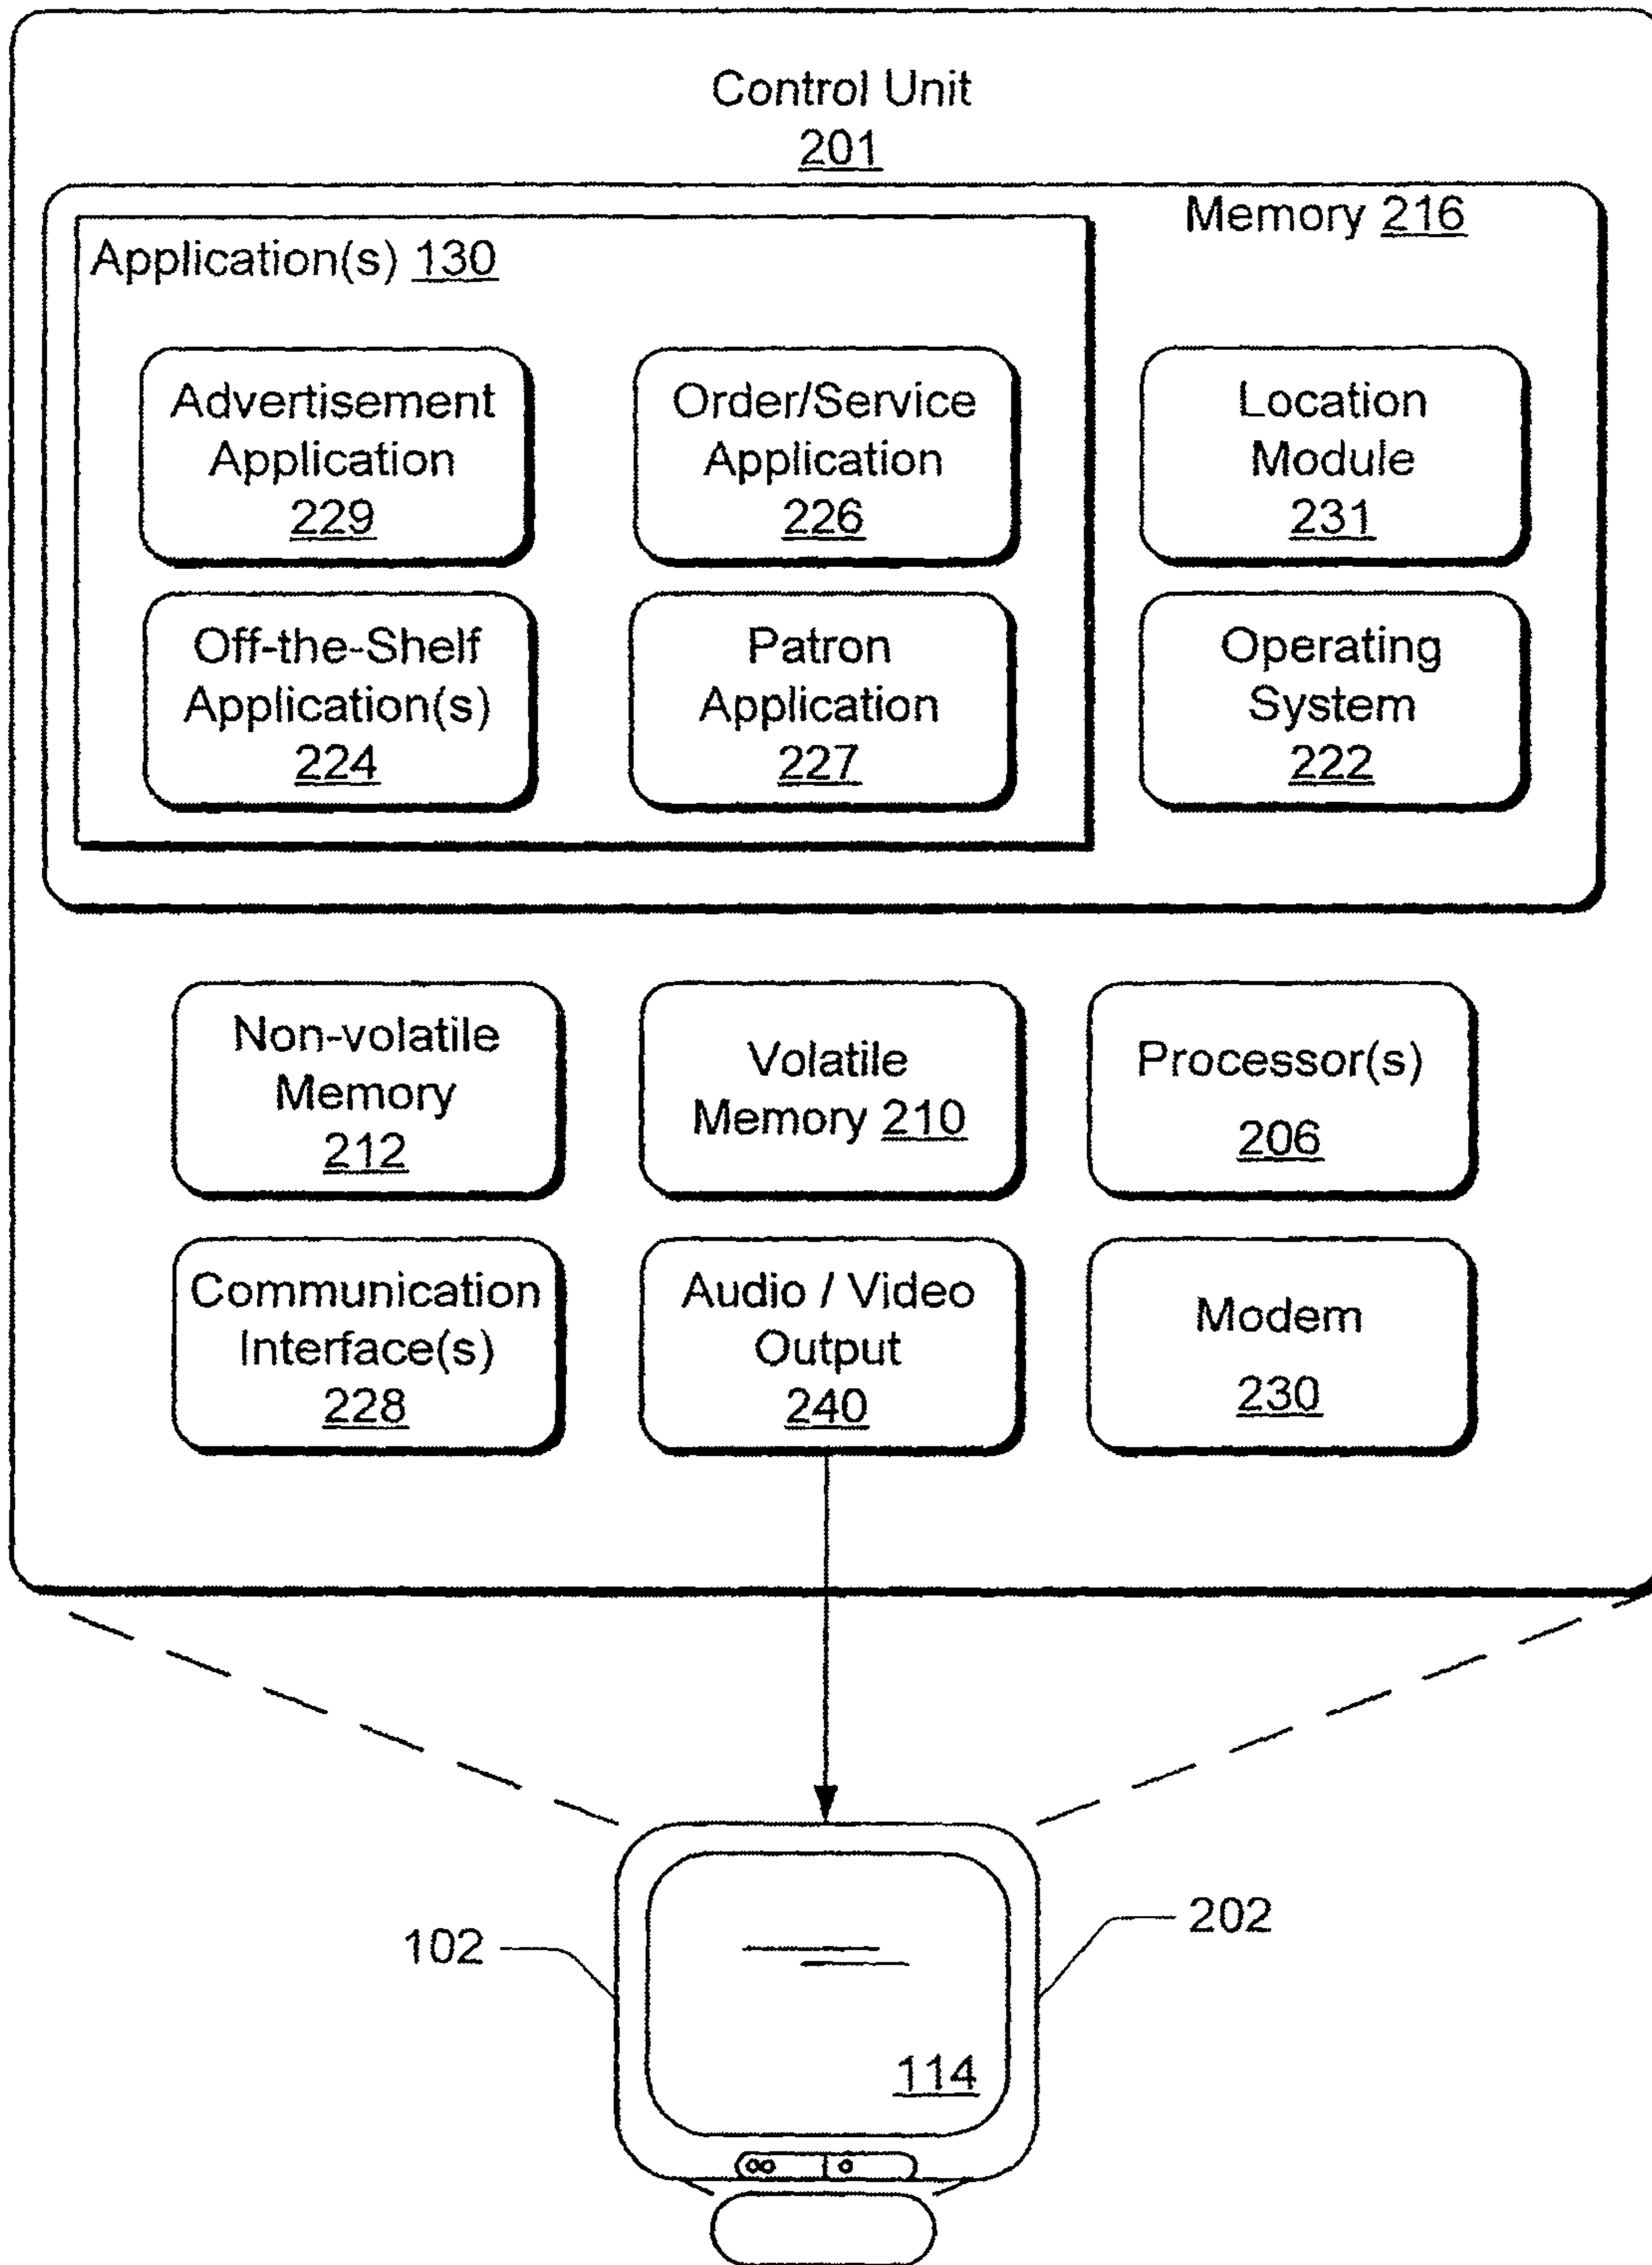 Control Unit
201
Memory 216
Application(s) 130
Advertisement
Application
229
Order/Service
Application
226
Location
Module
231
Off-the-Shelf
Application(s)
224
Patron
Application
227
Operating
System
222
Non-volatile
Memory
212
Volatile
Memory 210
Processor(s)
206
Communication
Interface(s)
228
Audio / Video
Output
240
Modem
230
102
202
114